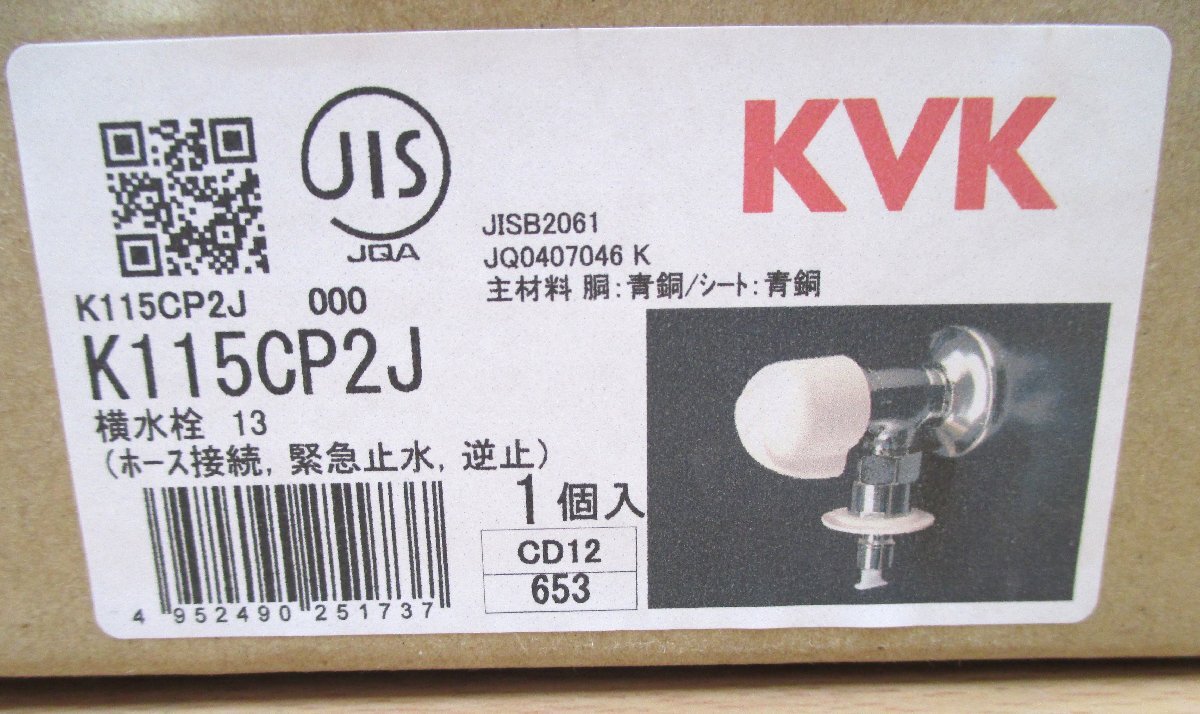 JIS
JQA
KVK
JISB2061
JQ0407046 K
主材料 胴:青銅/シート:青銅
K115CP2J 000
K115CP2J
横水栓 13
(ホース接続, 緊急止水, 逆止)
1個入
CD12
653
4 952490 251737